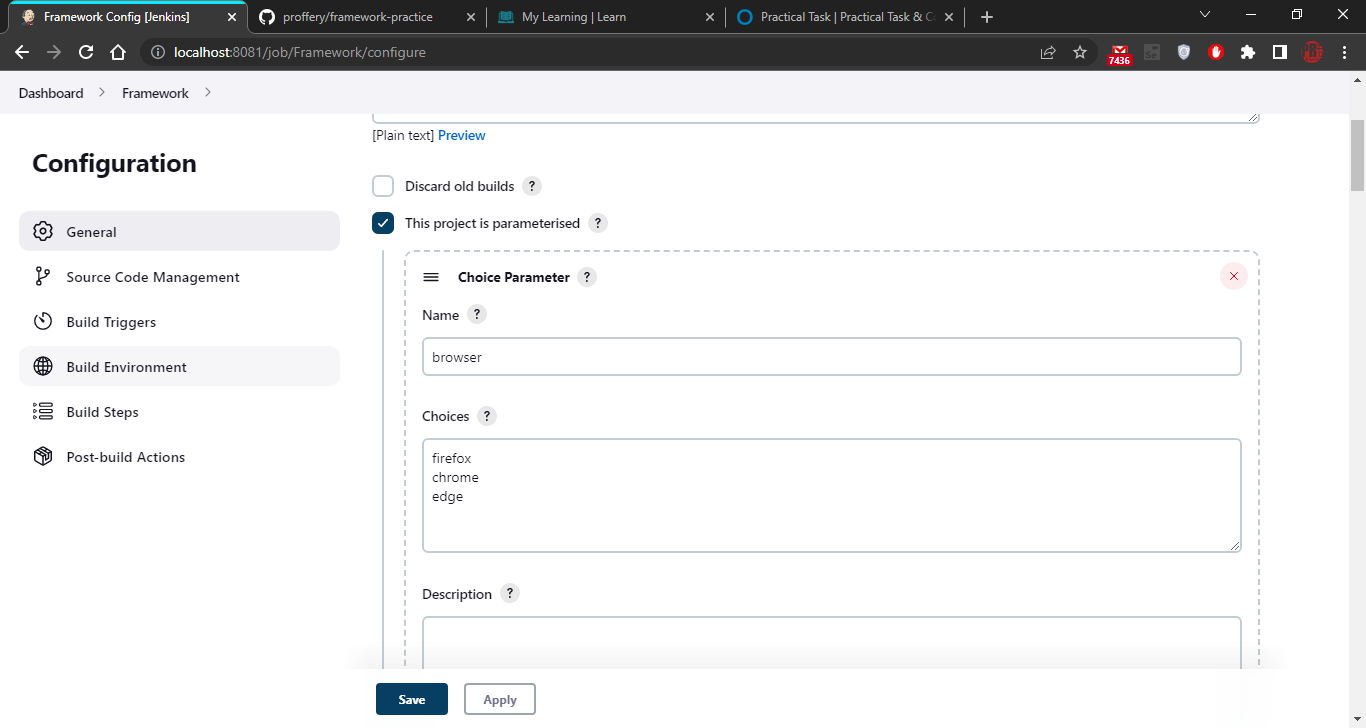 Framework Config [Jenkins]
proffery/framework-practice
My Learning | Learn
Practical Task | Practical Task & C
localhost:8081/job/Framework/configure
7436
Dashboard
Framework
[Plain text] Preview
Configuration
General
Source Code Management
Build Triggers
Build Environment
Build Steps
Post-build Actions
Discard old builds ?
This project is parameterised ?
Choice Parameter ?
Name ?
browser
Choices ?
firefox
chrome
edge
Description ?
Save
Apply